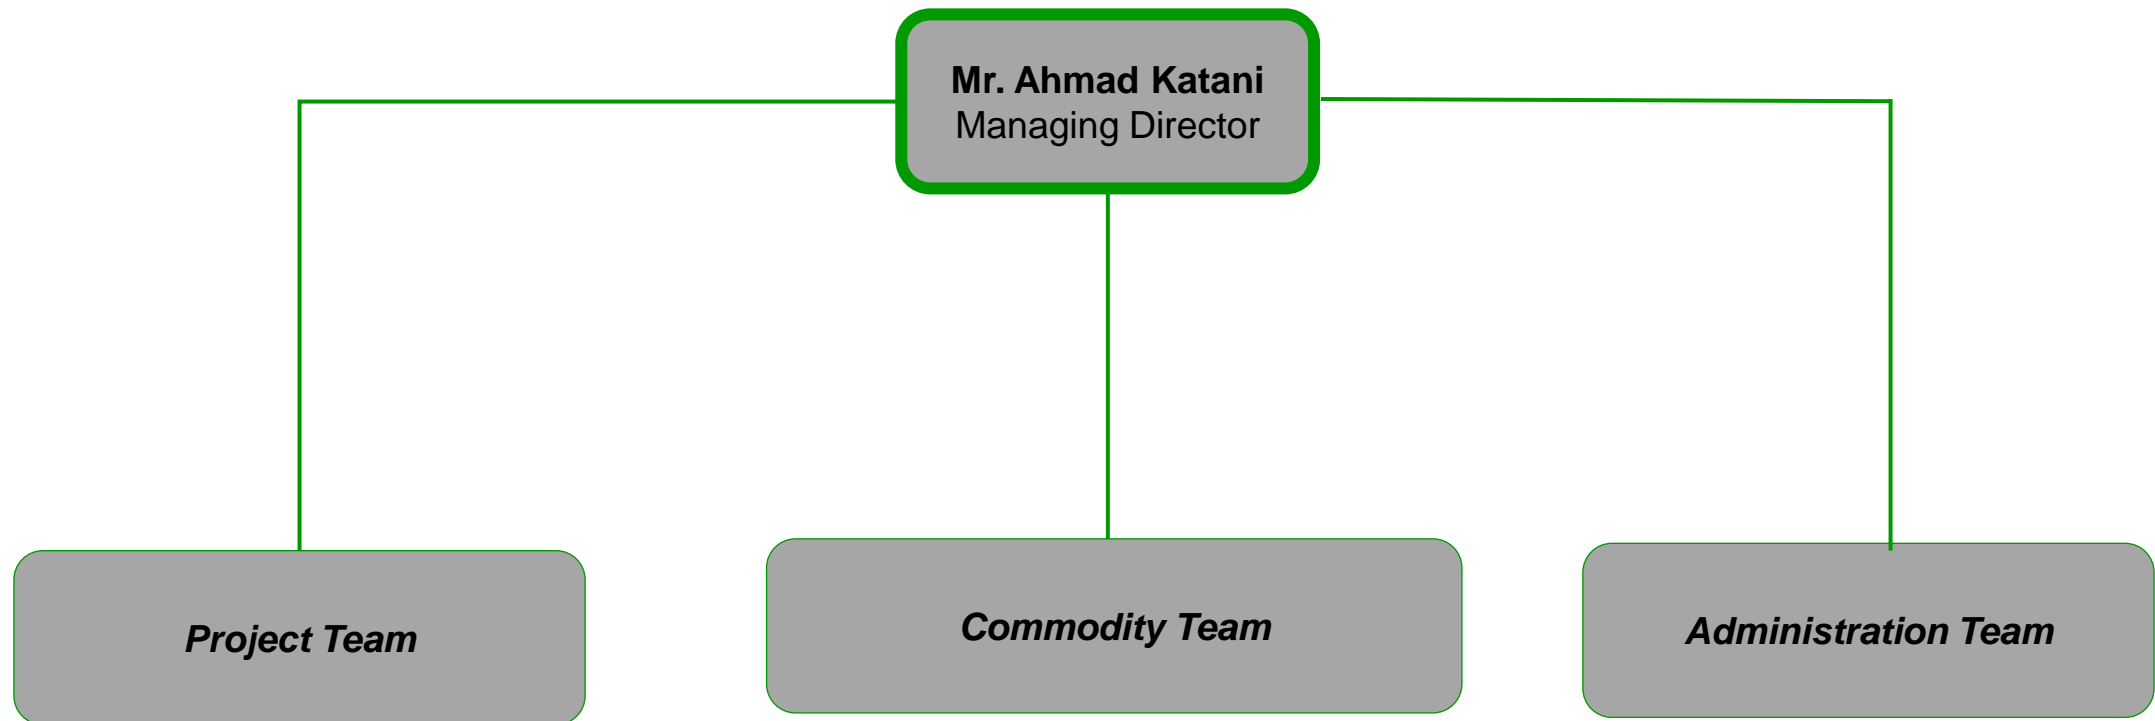 Mr. Ahmad Katani
Managing Director
Project Team
Commodity Team
Administration Team